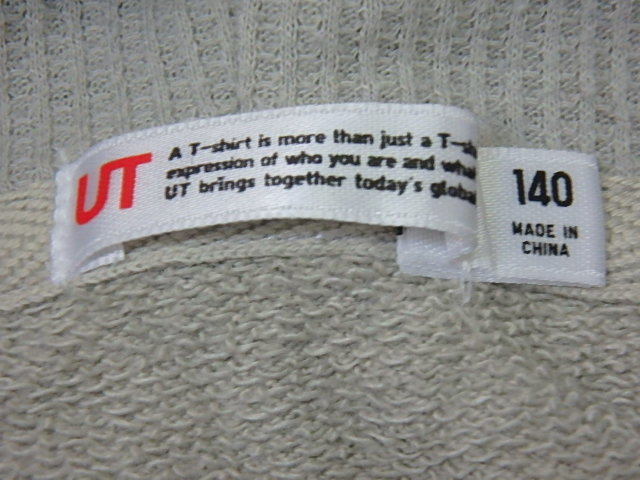 UT
A T-shirt is more than just a
expression of who you are and
UT brings together today's
140
MADE IN
CHINA